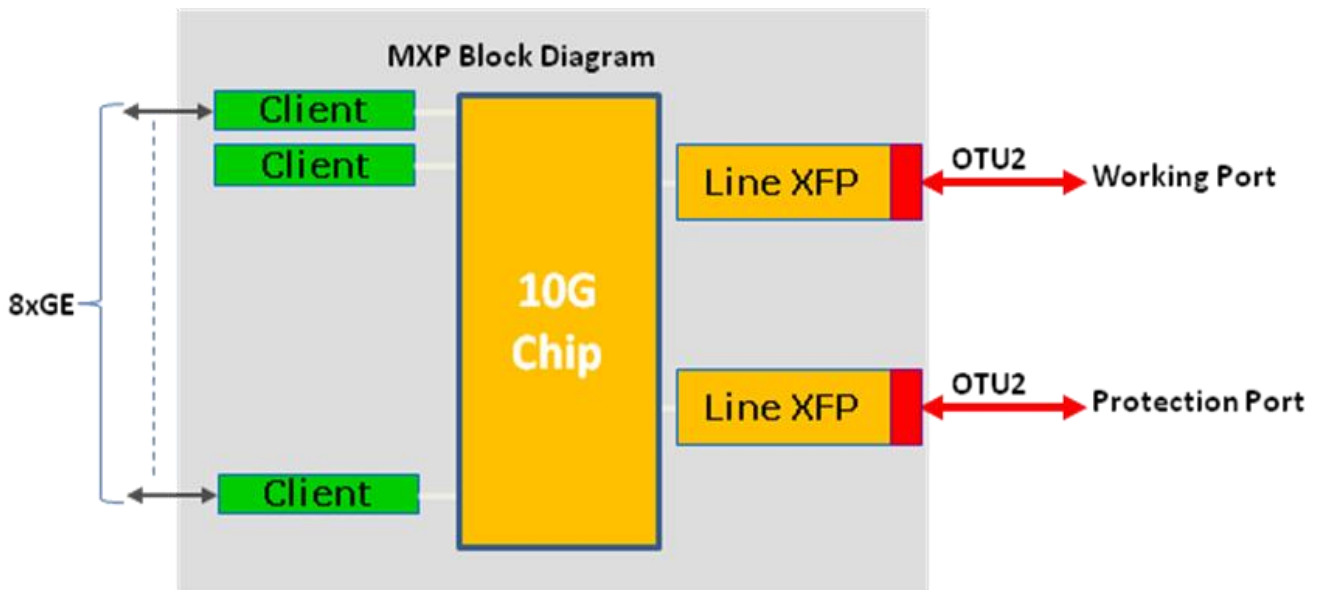 MXP Block Diagram
Client
Client
8xGE
Client
10G
Chip
Line XFP
OTU2
Working Port
Line XFP
OTU2
Protection Port